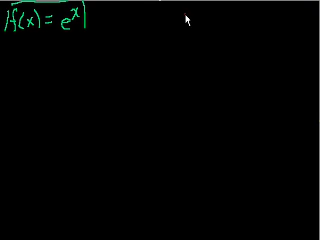 f(x) = e^x